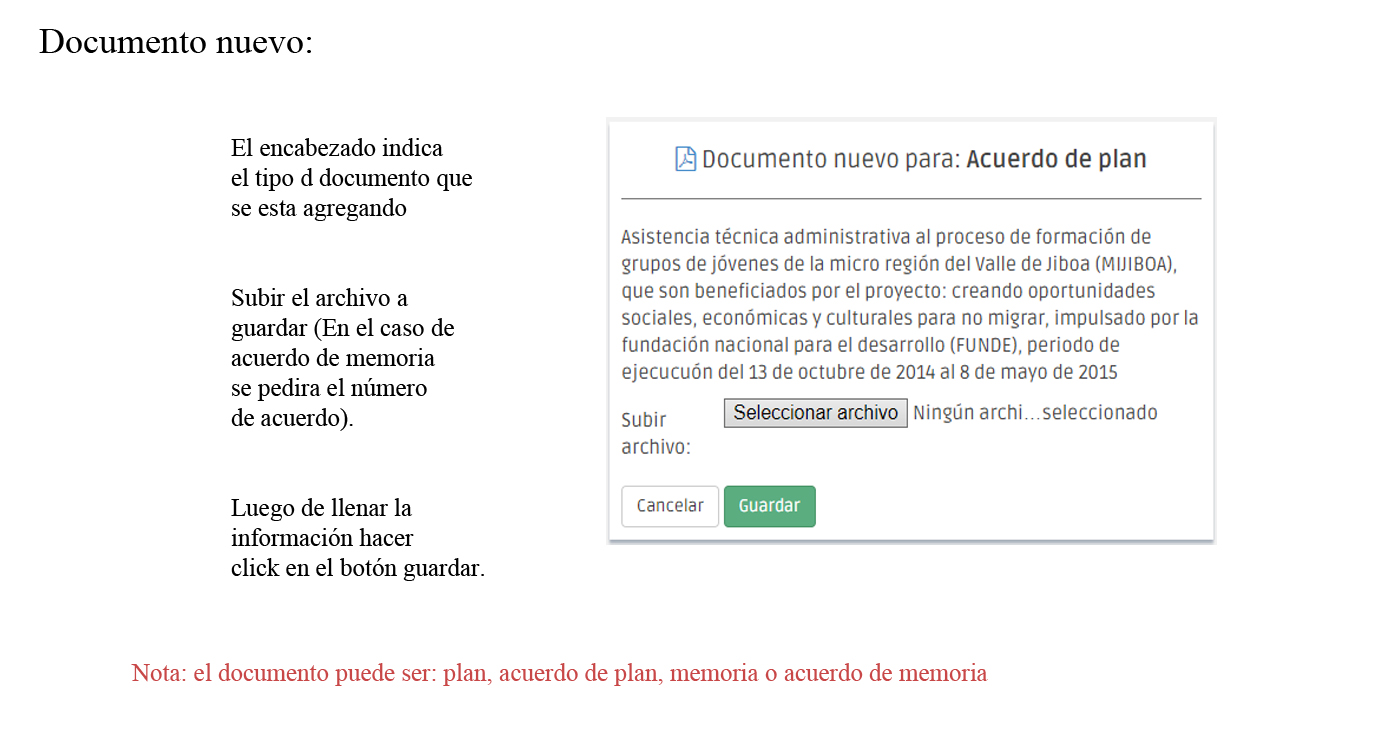 Documento nuevo:
El encabezado indica
el tipo d documento que
se esta agregando
Subir el archivo a
guardar (En el caso de
acuerdo de memoria
se pedira el número
de acuerdo).
Luego de llenar la
información hacer
click en el botón guardar.
Documento nuevo para: Acuerdo de plan
Asistencia técnica administrativa al proceso de formación de
grupos de jóvenes de la micro región del Valle de Jiboa (MIJIBOA),
que son beneficiados por el proyecto: creando oportunidades
sociales, económicas y culturales para no migrar, impulsado por la
fundación nacional para el desarrollo (FUNDE), periodo de
ejecucuón del 13 de octubre de 2014 al 8 de mayo de 2015
Subir
archivo:
Seleccionar archivo Ningún archi...seleccionado
Cancelar Guardar
Nota: el documento puede ser: plan, acuerdo de plan, memoria o acuerdo de memoria